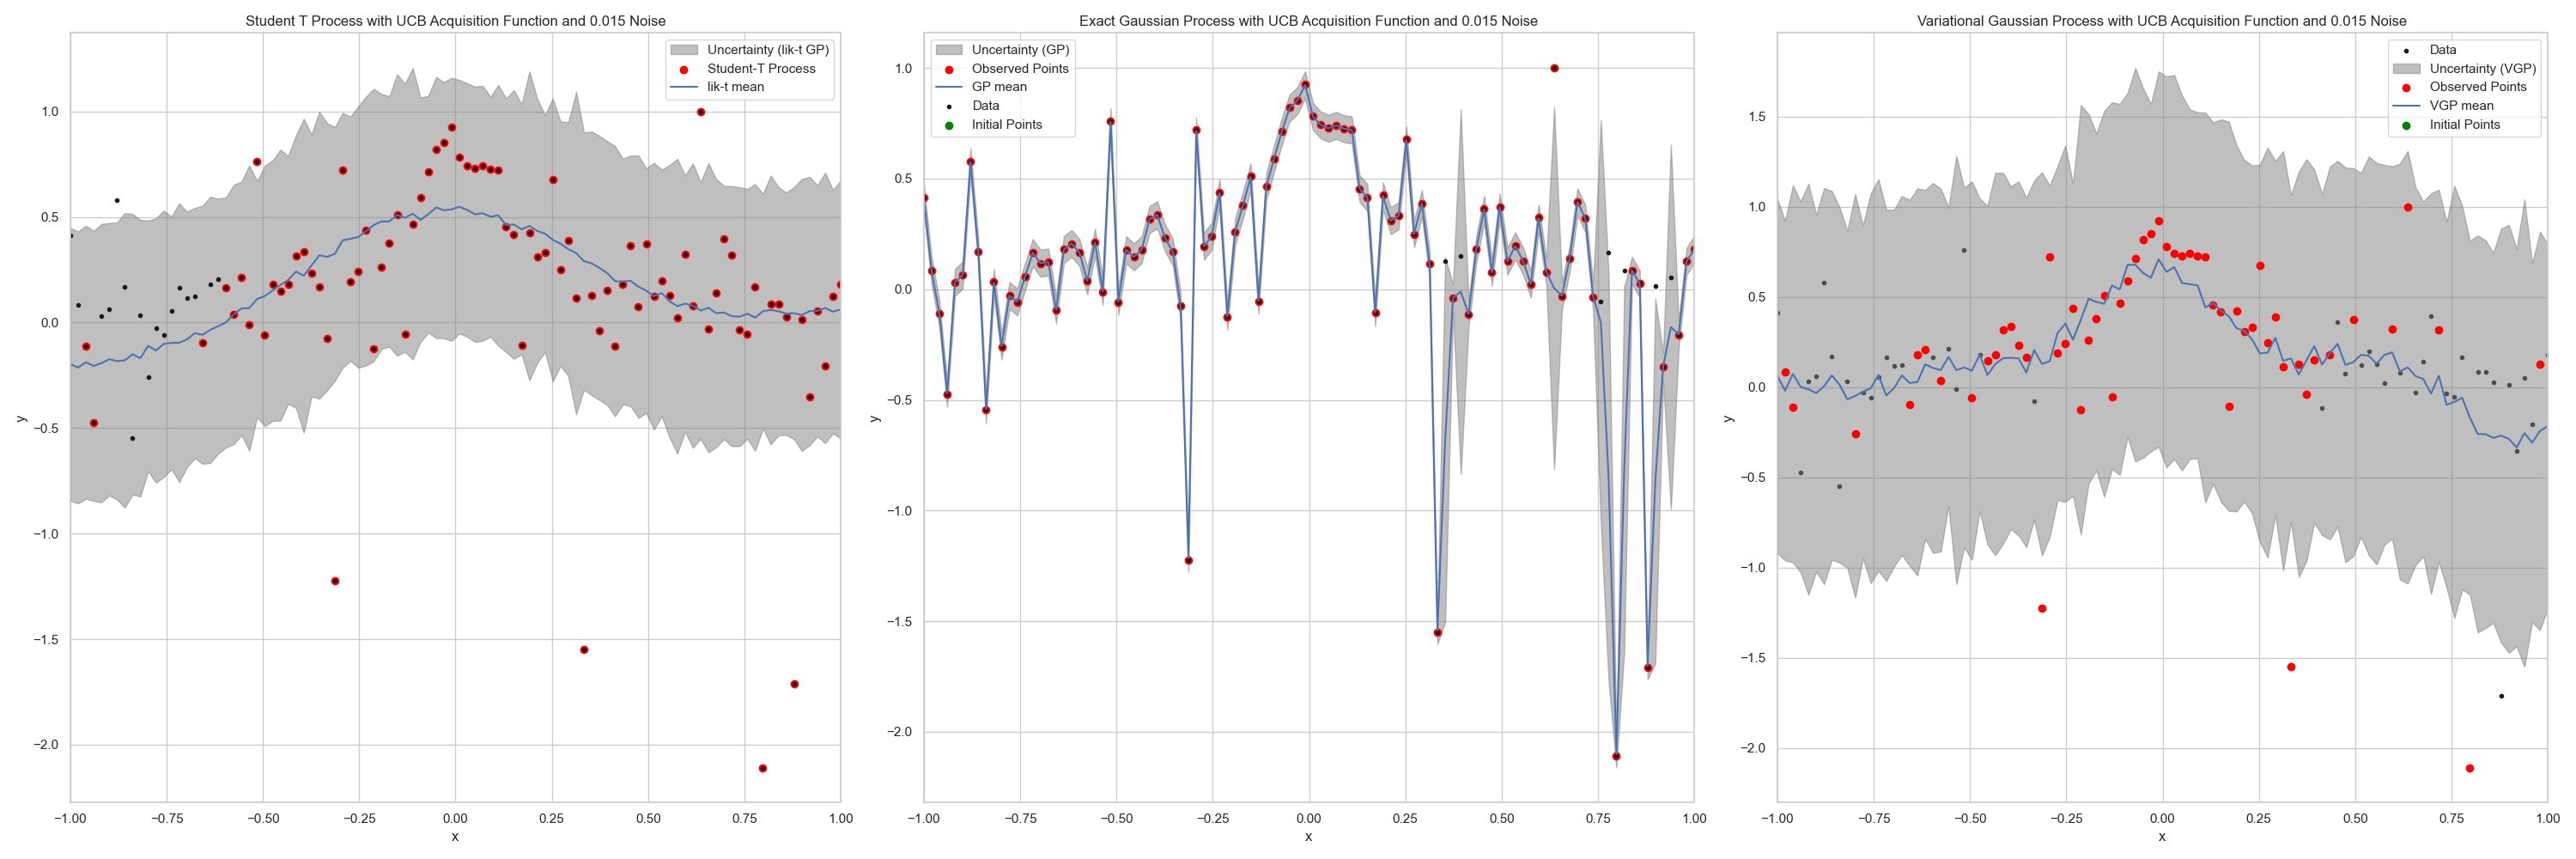 Student T Process with UCB Acquisition Function and 0.015 Noise
Uncertainty (lik-t GP)
Student-T Process
lik-t mean
1.0
0.5
0.0
−0.5
−1.0
−1.5
−2.0
y
−1.00 −0.75 −0.50 −0.25 0.00 0.25 0.50 0.75 1.00
x
Exact Gaussian Process with UCB Acquisition Function and 0.015 Noise
Uncertainty (GP)
Observed Points
GP mean
Data
Initial Points
1.0
0.5
0.0
−0.5
−1.0
−1.5
−2.0
y
−1.00 −0.75 −0.50 −0.25 0.00 0.25 0.50 0.75 1.00
x
Variational Gaussian Process with UCB Acquisition Function and 0.015 Noise
Data
Uncertainty (VGP)
Observed Points
VGP mean
Initial Points
1.5
1.0
0.5
0.0
−0.5
−1.0
−1.5
−2.0
y
−1.00 −0.75 −0.50 −0.25 0.00 0.25 0.50 0.75 1.00
x